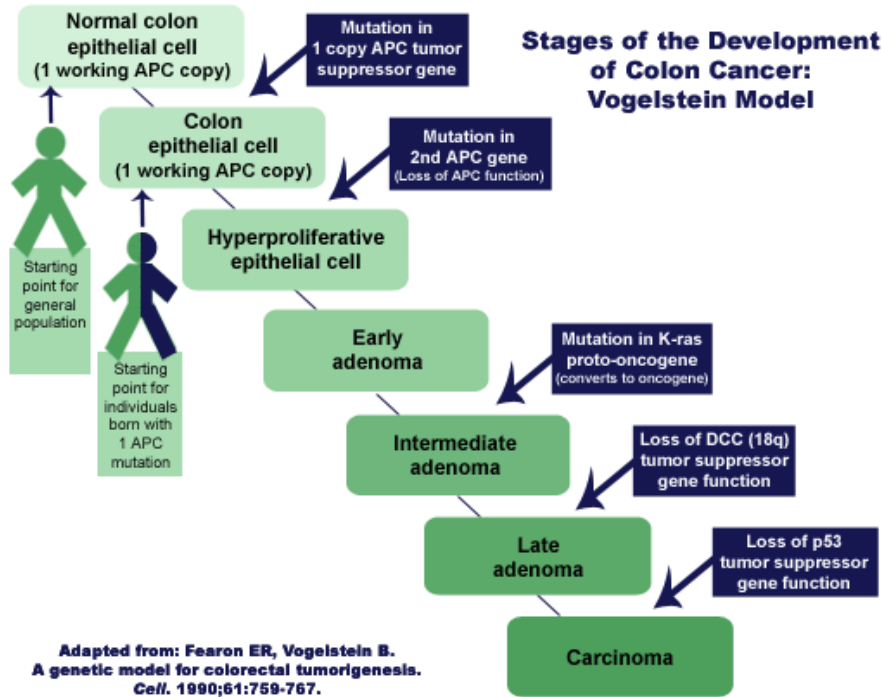 Stages of the Development
of Colon Cancer:
Vogelstein Model
Normal colon
epithelial cell
(1 working APC copy)
Mutation in
1 copy APC tumor
suppressor gene
Colon
epithelial cell
(1 working APC copy)
Mutation in
2nd APC gene
(Loss of APC function)
Hyperproliferative
epithelial cell
Starting
point for
general
population
Early
adenoma
Mutation in K-ras
proto-oncogene
(converts to oncogene)
Starting
point for
individuals
born with
1 APC
mutation
Intermediate
adenoma
Loss of DCC (18q)
tumor suppressor
gene function
Late
adenoma
Loss of p53
tumor suppressor
gene function
Carcinoma
Adapted from: Fearon ER, Vogelstein B.
A genetic model for colorectal tumorigenesis.
Cell. 1990;61:759-767.